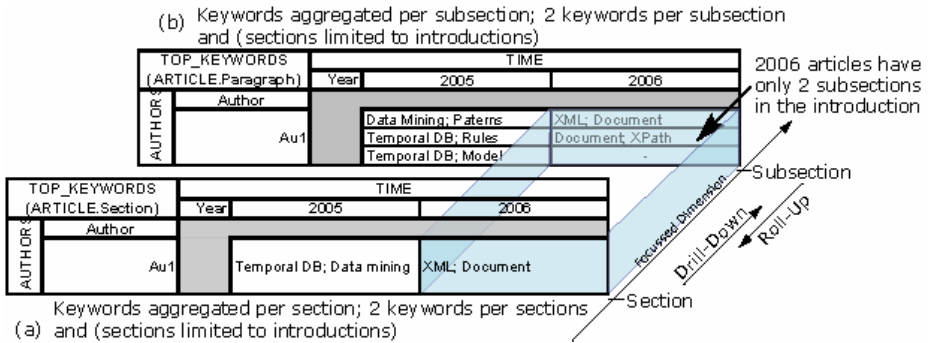 (b) Keywords aggregated per subsection; 2 keywords per subsection
and (sections limited to introductions)
TOP_KEYWORDS
(ARTICLE.Paragraph)
TIME
Year
2005
2006
AUTHORS
Author
Au1
Data Mining; Paterns
XML; Document
Temporal DB; Rules
Document; XPath
Temporal DB; Model
-
2006 articles have
only 2 subsections
in the introduction
Subsection
Focussed Dimension
Drill-Down
Roll-Up
Section
TOP_KEYWORDS
(ARTICLE.Section)
TIME
Year
2005
2006
AUTHORS
Author
Au1
Temporal DB; Data mining
XML; Document
Keywords aggregated per section; 2 keywords per sections
(a) and (sections limited to introductions)